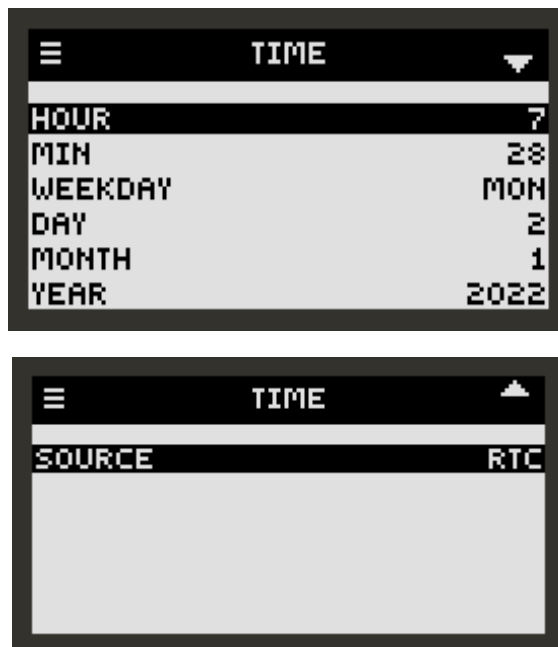 TIME
HOUR 7
MIN 28
WEEKDAY MON
DAY 2
MONTH 1
YEAR 2022
TIME
SOURCE RTC